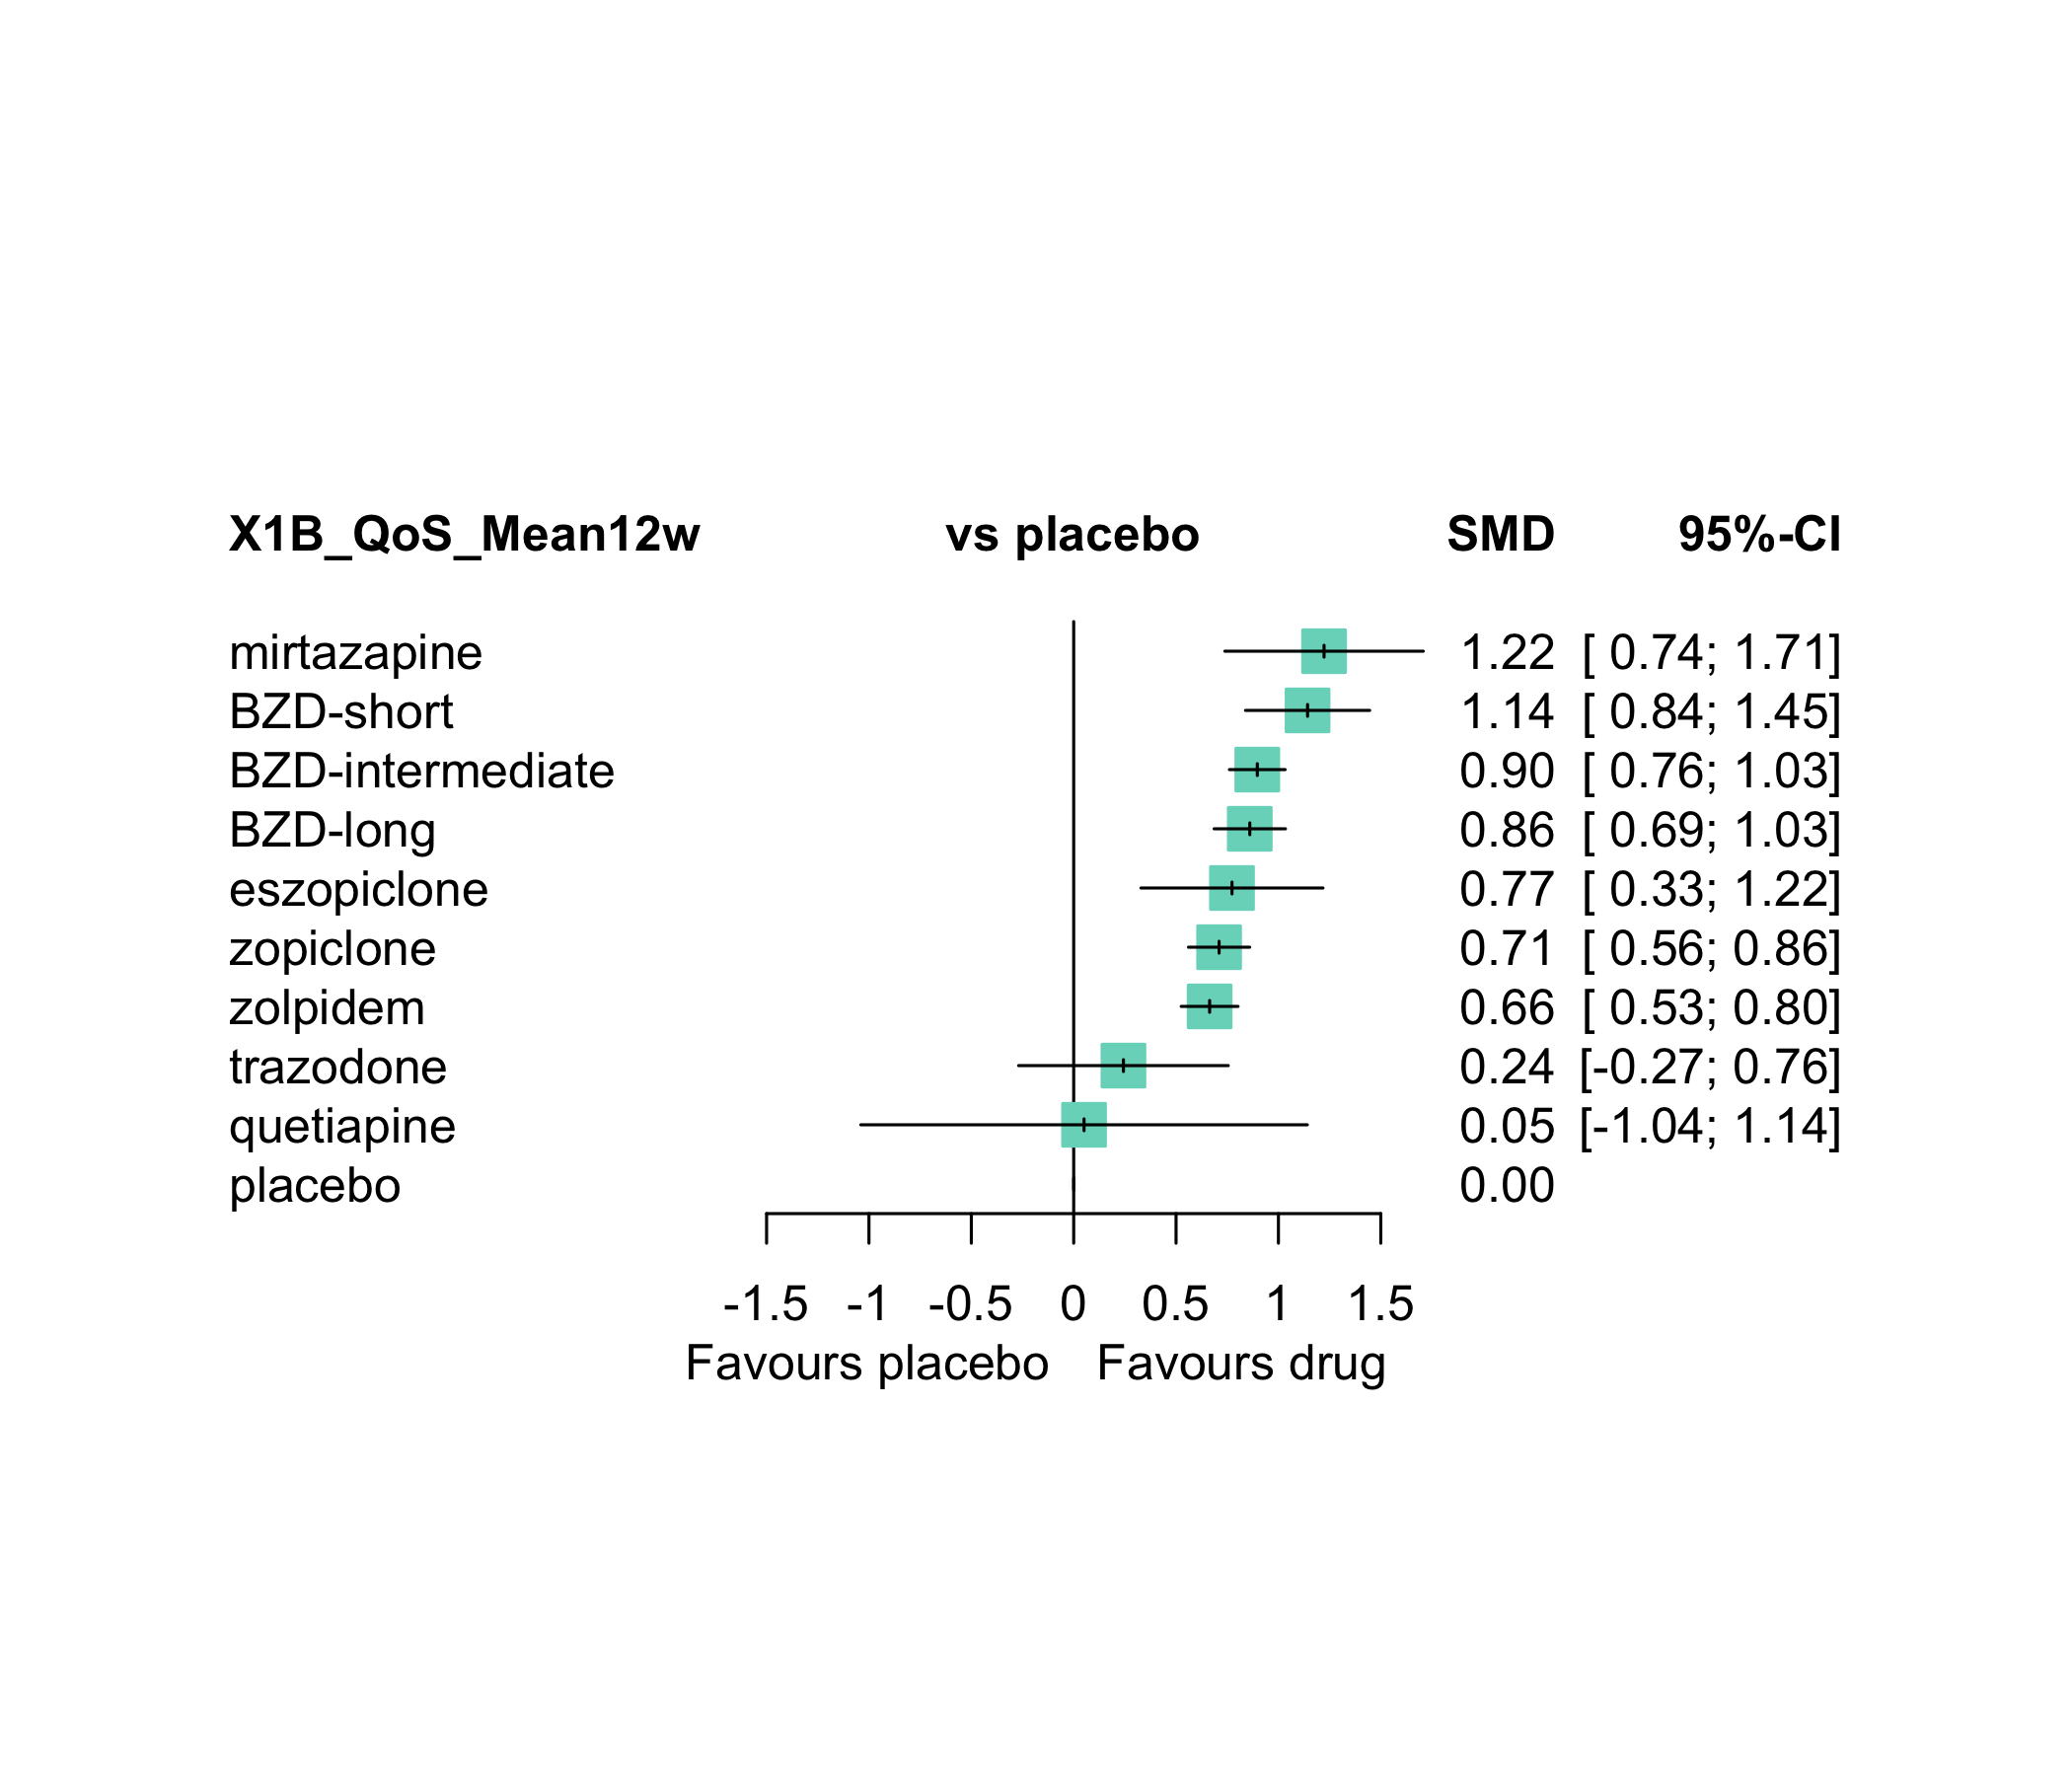 X1B_QoS_Mean12w vs placebo SMD 95%-CI
mirtazapine 1.22 [ 0.74; 1.71]
BZD-short 1.14 [ 0.84; 1.45]
BZD-intermediate 0.90 [ 0.76; 1.03]
BZD-long 0.86 [ 0.69; 1.03]
eszopiclone 0.77 [ 0.33; 1.22]
zopiclone 0.71 [ 0.56; 0.86]
zolpidem 0.66 [ 0.53; 0.80]
trazodone 0.24 [-0.27; 0.76]
quetiapine 0.05 [-1.04; 1.14]
placebo 0.00
-1.5 -1 -0.5 0 0.5 1 1.5
Favours placebo Favours drug